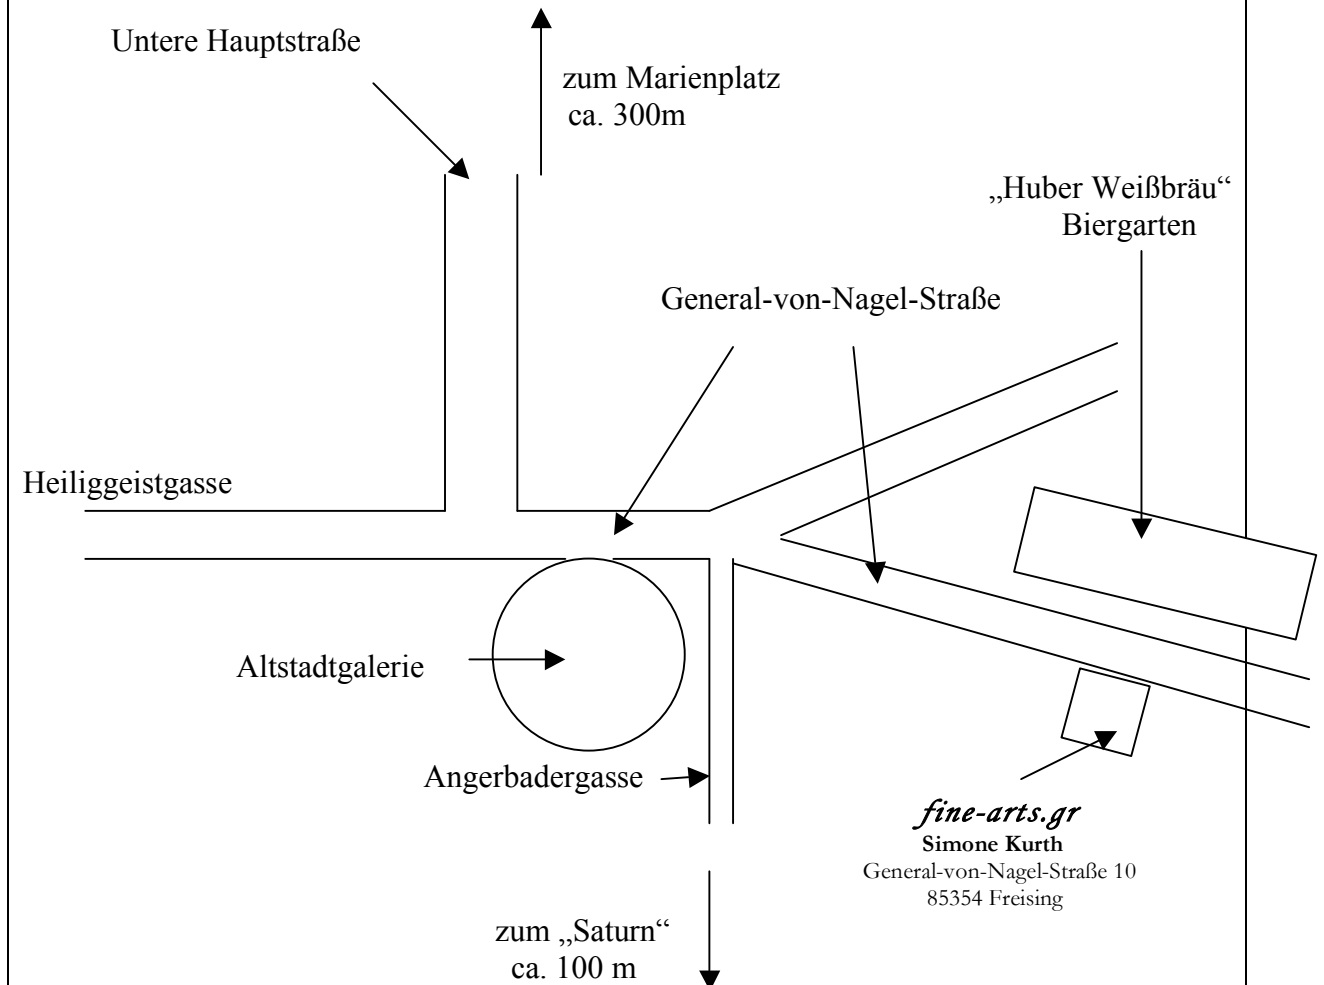 Untere Hauptstraße
zum Marienplatz
ca. 300m
„Huber Weißbräu“
Biergarten
General-von-Nagel-Straße
Heiliggeistgasse
Altstadtgalerie
Angerbadergasse
fine-arts.gr
Simone Kurth
General-von-Nagel-Straße 10
85354 Freising
zum „Saturn“
ca. 100 m